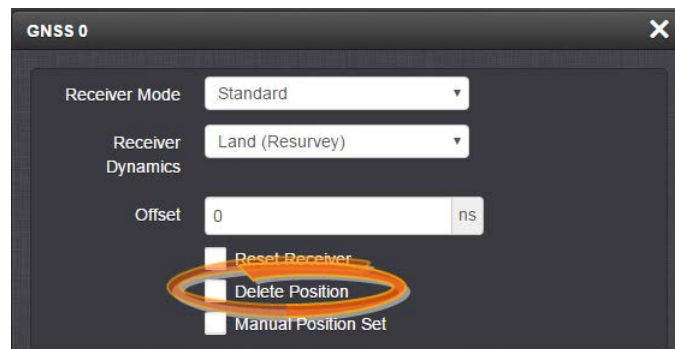 GNSS 0
Receiver Mode Standard
Receiver Land (Resurvey)
Dynamics
Offset 0 ns
Reset Receiver
Delete Position
Manual Position Set